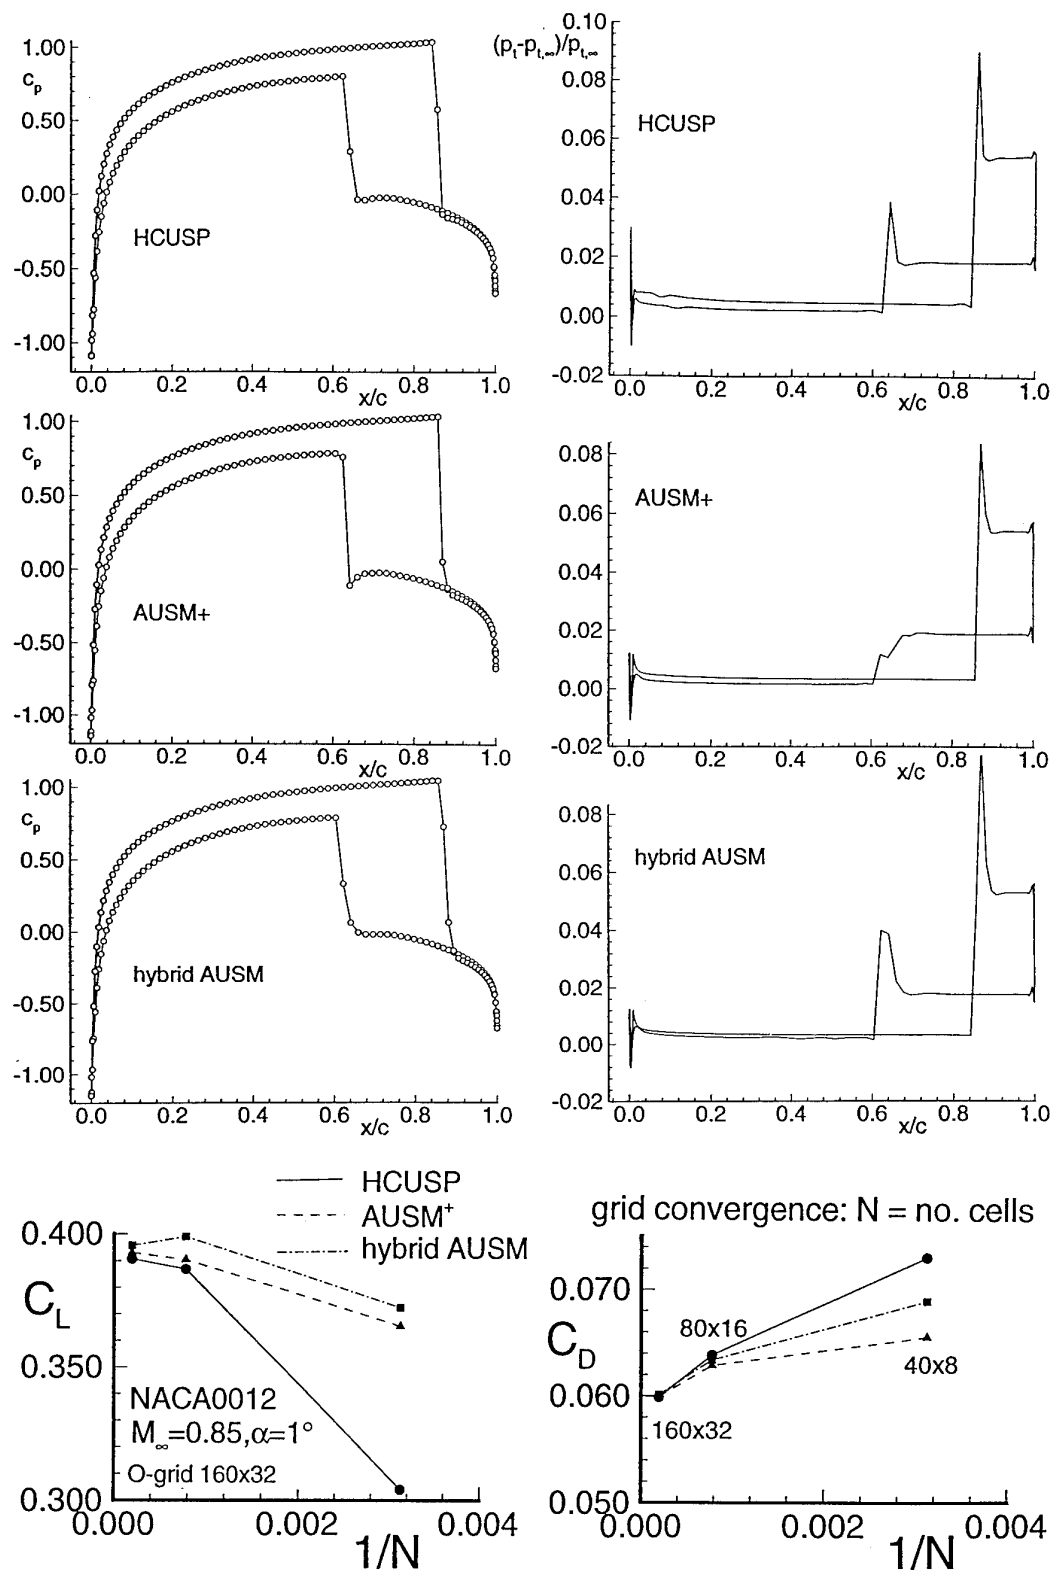 1.00
c_p
0.50
0.00
-0.50
-1.00
HCUSP
0.0 0.2 0.4 0.6 0.8 1.0
x/c
0.10
(p_t-p_t,∞)/p_t,∞
0.08
0.06
0.04
0.02
0.00
-0.02
HCUSP
0.0 0.2 0.4 0.6 0.8 1.0
x/c
1.00
c_p
0.50
0.00
-0.50
-1.00
AUSM+
0.0 0.2 0.4 0.6 0.8 1.0
x/c
0.08
0.06
0.04
0.02
0.00
-0.02
AUSM+
0.0 0.2 0.4 0.6 0.8 1.0
x/c
1.00
c_p
0.50
0.00
-0.50
-1.00
hybrid AUSM
0.0 0.2 0.4 0.6 0.8 1.0
x/c
0.08
0.06
0.04
0.02
0.00
-0.02
hybrid AUSM
0.0 0.2 0.4 0.6 0.8 1.0
x/c
HCUSP
AUSM⁺
hybrid AUSM
0.400
C_L
0.350
0.300
NACA0012
M_∞=0.85,α=1°
O-grid 160x32
0.000 0.002 0.004
1/N
grid convergence: N = no. cells
0.070
C_D
0.060
0.050
80x16
40x8
160x32
0.000 0.002 0.004
1/N